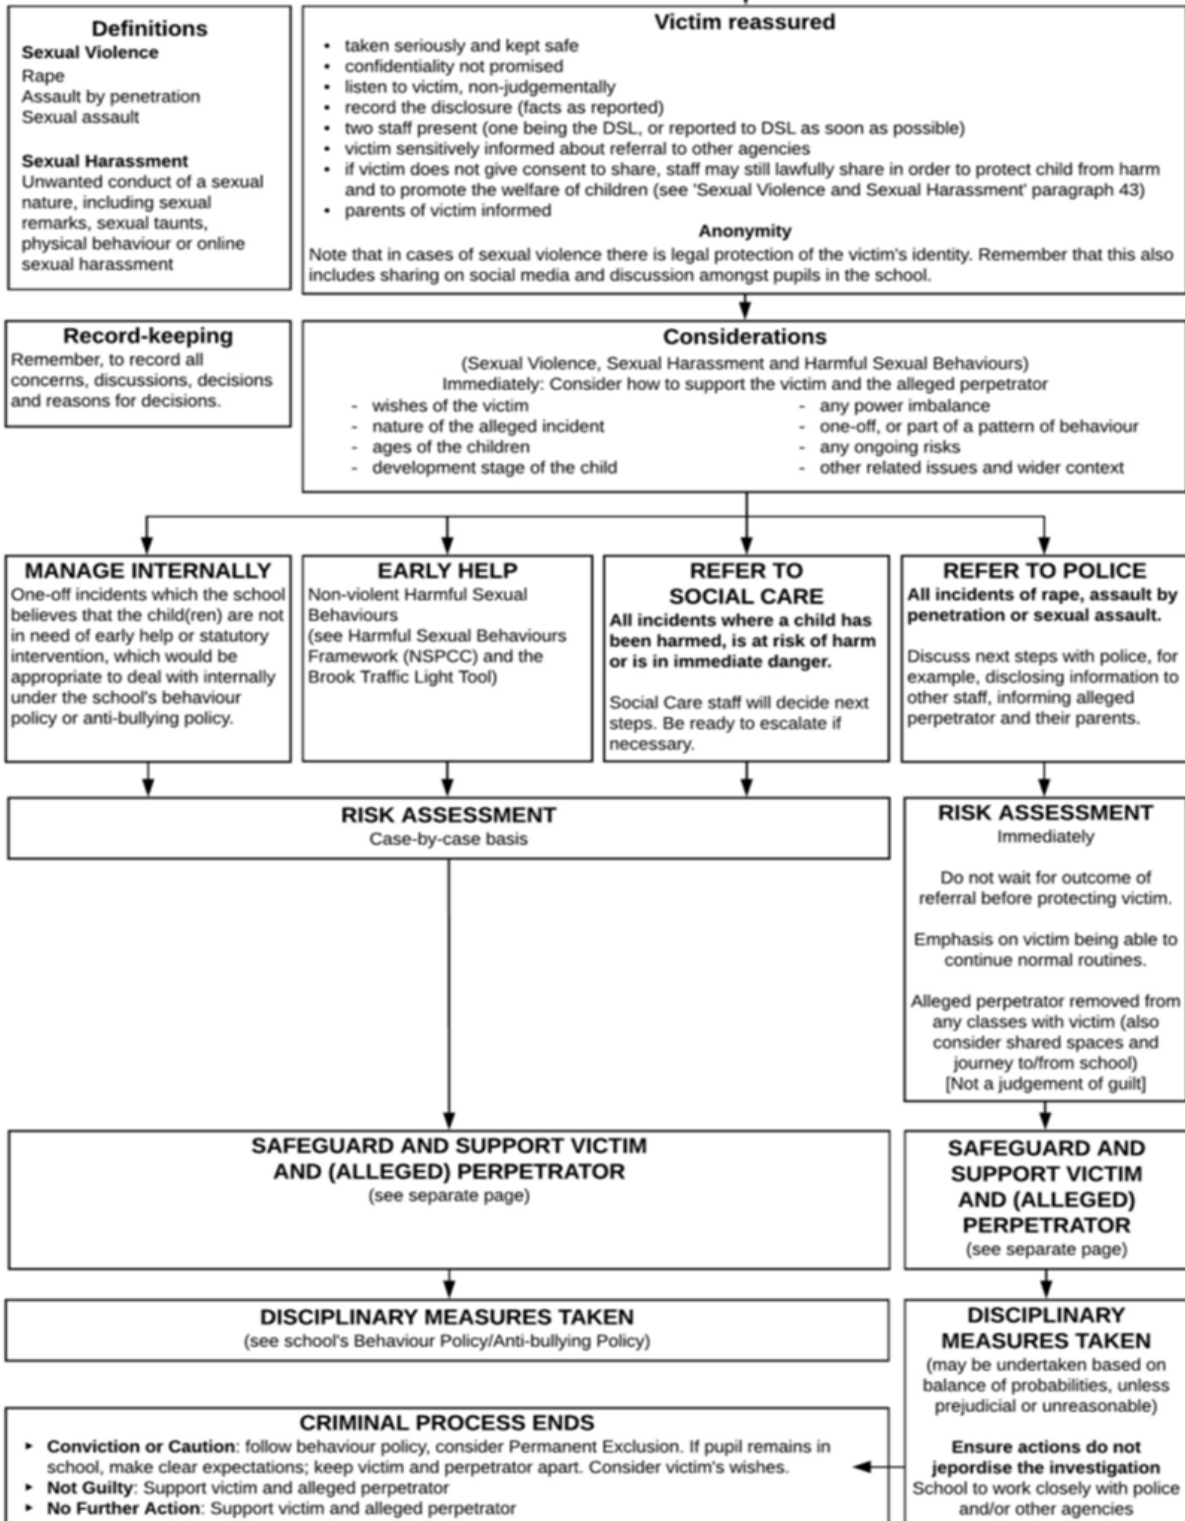 Definitions
Sexual Violence
Rape
Assault by penetration
Sexual assault
Sexual Harassment
Unwanted conduct of a sexual
nature, including sexual
remarks, sexual taunts,
physical behaviour or online
sexual harassment
Victim reassured
• taken seriously and kept safe
• confidentiality not promised
• listen to victim, non-judgementally
• record the disclosure (facts as reported)
• two staff present (one being the DSL, or reported to DSL as soon as possible)
• victim sensitively informed about referral to other agencies
• if victim does not give consent to share, staff may still lawfully share in order to protect child from harm
and to promote the welfare of children (see 'Sexual Violence and Sexual Harassment' paragraph 43)
• parents of victim informed
Anonymity
Note that in cases of sexual violence there is legal protection of the victim's identity. Remember that this also
includes sharing on social media and discussion amongst pupils in the school.
Record-keeping
Remember, to record all
concerns, discussions, decisions
and reasons for decisions.
Considerations
(Sexual Violence, Sexual Harassment and Harmful Sexual Behaviours)
Immediately: Consider how to support the victim and the alleged perpetrator
- wishes of the victim
- nature of the alleged incident
- ages of the children
- development stage of the child
- any power imbalance
- one-off, or part of a pattern of behaviour
- any ongoing risks
- other related issues and wider context
MANAGE INTERNALLY
One-off incidents which the school
believes that the child(ren) are not
in need of early help or statutory
intervention, which would be
appropriate to deal with internally
under the school's behaviour
policy or anti-bullying policy.
EARLY HELP
Non-violent Harmful Sexual
Behaviours
(see Harmful Sexual Behaviours
Framework (NSPCC) and the
Brook Traffic Light Tool)
REFER TO
SOCIAL CARE
All incidents where a child has
been harmed, is at risk of harm
or is in immediate danger.
Social Care staff will decide next
steps. Be ready to escalate if
necessary.
REFER TO POLICE
All incidents of rape, assault by
penetration or sexual assault.
Discuss next steps with police, for
example, disclosing information to
other staff, informing alleged
perpetrator and their parents.
RISK ASSESSMENT
Case-by-case basis
RISK ASSESSMENT
Immediately
Do not wait for outcome of
referral before protecting victim.
Emphasis on victim being able to
continue normal routines.
Alleged perpetrator removed from
any classes with victim (also
consider shared spaces and
journey to/from school)
[Not a judgement of guilt]
SAFEGUARD AND SUPPORT VICTIM
AND (ALLEGED) PERPETRATOR
(see separate page)
SAFEGUARD AND
SUPPORT VICTIM
AND (ALLEGED)
PERPETRATOR
(see separate page)
DISCIPLINARY MEASURES TAKEN
(see school's Behaviour Policy/Anti-bullying Policy)
DISCIPLINARY
MEASURES TAKEN
(may be undertaken based on
balance of probabilities, unless
prejudicial or unreasonable)
Ensure actions do not
jepordise the investigation
School to work closely with police
and/or other agencies
CRIMINAL PROCESS ENDS
‣ Conviction or Caution: follow behaviour policy, consider Permanent Exclusion. If pupil remains in
school, make clear expectations; keep victim and perpetrator apart. Consider victim's wishes.
‣ Not Guilty: Support victim and alleged perpetrator
‣ No Further Action: Support victim and alleged perpetrator